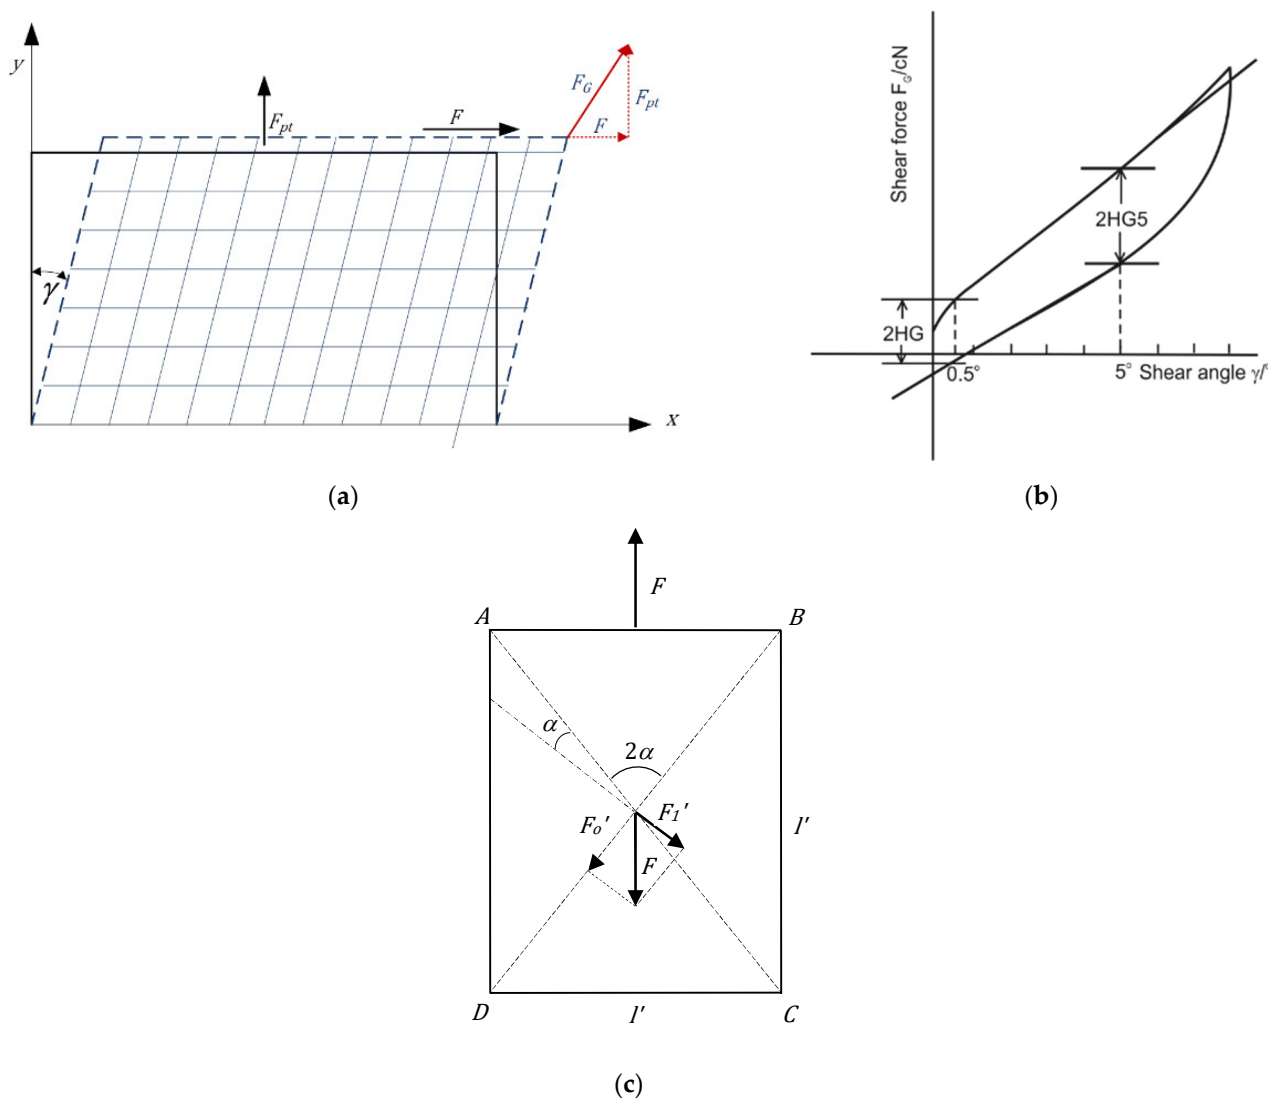 y
F_G
F_pt
F_pt
F
F
γ
x
(a)
Shear force F_G/cN
2HG5
2HG
0.5°
5° Shear angle γ/°
(b)
F
A
B
α
2α
F_o'
F_1'
l'
F
D
l'
C
(c)